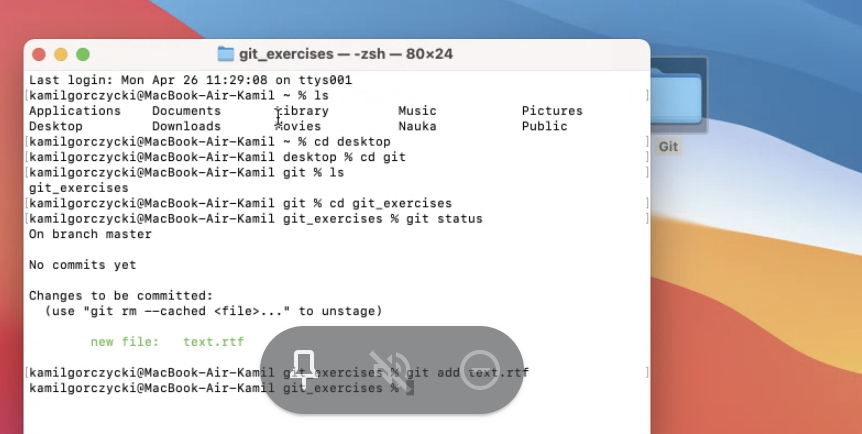 git_exercises — -zsh — 80×24
Last login: Mon Apr 26 11:29:08 on ttys001
[kamilgorczycki@MacBook-Air-Kamil ~ % ls ]
Applications Documents Library Music Pictures
Desktop Downloads Movies Nauka Public
[kamilgorczycki@MacBook-Air-Kamil ~ % cd desktop ]
[kamilgorczycki@MacBook-Air-Kamil desktop % cd git ]
[kamilgorczycki@MacBook-Air-Kamil git % ls ]
git_exercises
[kamilgorczycki@MacBook-Air-Kamil git % cd git_exercises ]
[kamilgorczycki@MacBook-Air-Kamil git_exercises % git status ]
On branch master
No commits yet
Changes to be committed:
(use "git rm --cached <file>..." to unstage)
new file: text.rtf
[kamilgorczycki@MacBook-Air-Kamil git_exercises % git add text.rtf ]
kamilgorczycki@MacBook-Air-Kamil git_exercises %
Git